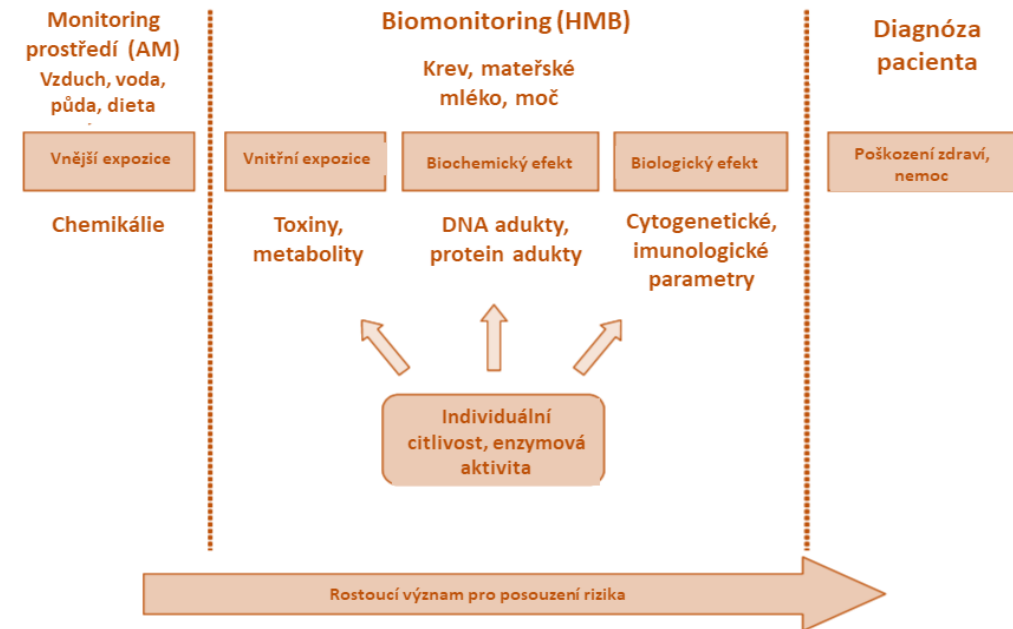 Monitoring
prostředí (AM)
Vzduch, voda,
půda, dieta
Vnější expozice
Chemikálie
Biomonitoring (HMB)
Krev, mateřské
mléko, moč
Vnitřní expozice
Biochemický efekt
Biologický efekt
Toxiny,
metabolity
DNA adukty,
protein adukty
Cytogenetické,
imunologické
parametry
Individuální
citlivost, enzymová
aktivita
Diagnóza
pacienta
Poškození zdraví,
nemoc
Rostoucí význam pro posouzení rizika